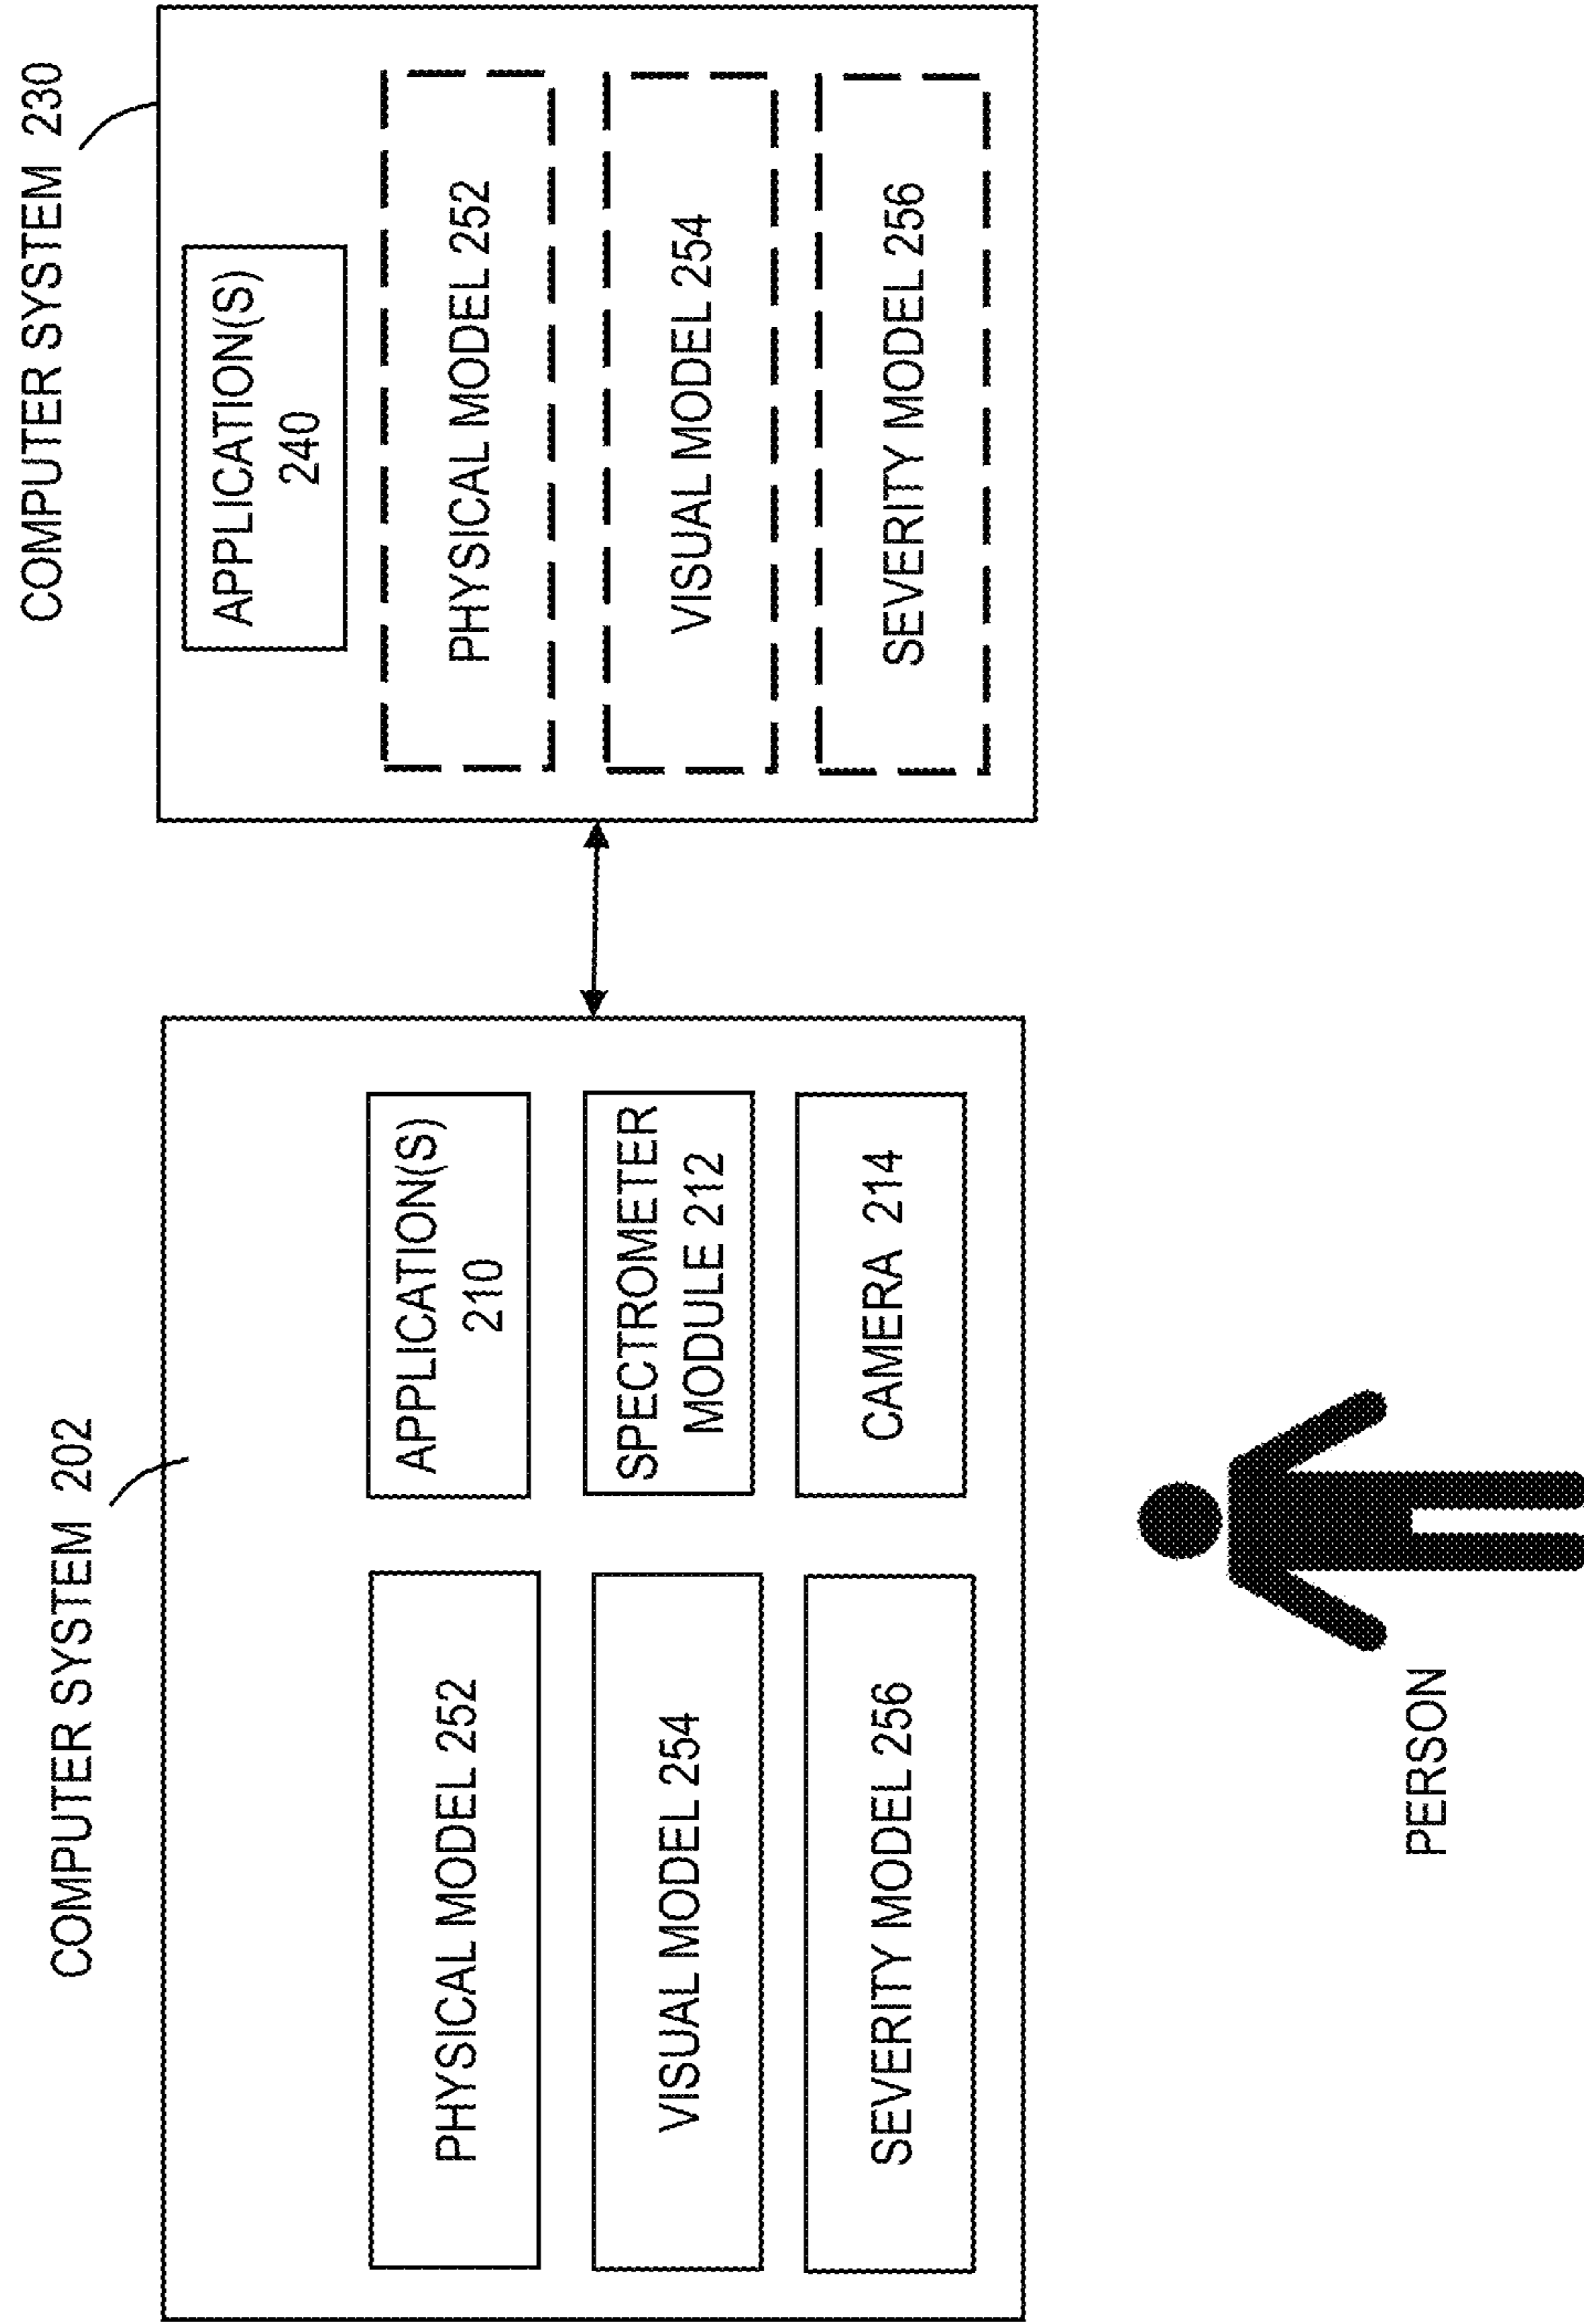 COMPUTER SYSTEM 202
PHYSICAL MODEL 252
VISUAL MODEL 254
SEVERITY MODEL 256
APPLICATION(S)
210
SPECTROMETER
MODULE 212
CAMERA 214
PERSON
COMPUTER SYSTEM 230
APPLICATION(S)
240
PHYSICAL MODEL 252
VISUAL MODEL 254
SEVERITY MODEL 256